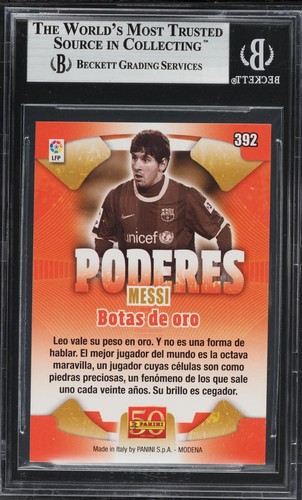 The World's Most Trusted
Source in Collecting™
B Beckett Grading Services
B
BECKETT
392
LFP
unicef
PODERES
MESSI
Botas de oro
Leo vale su peso en oro. Y no es una forma de
hablar. El mejor jugador del mundo es la octava
maravilla, un jugador cuyas células son como
piedras preciosas, un fenómeno de los que sale
uno cada veinte años. Su brillo es cegador.
50
PANINI
Made in Italy by PANINI S.p.A. - MODENA